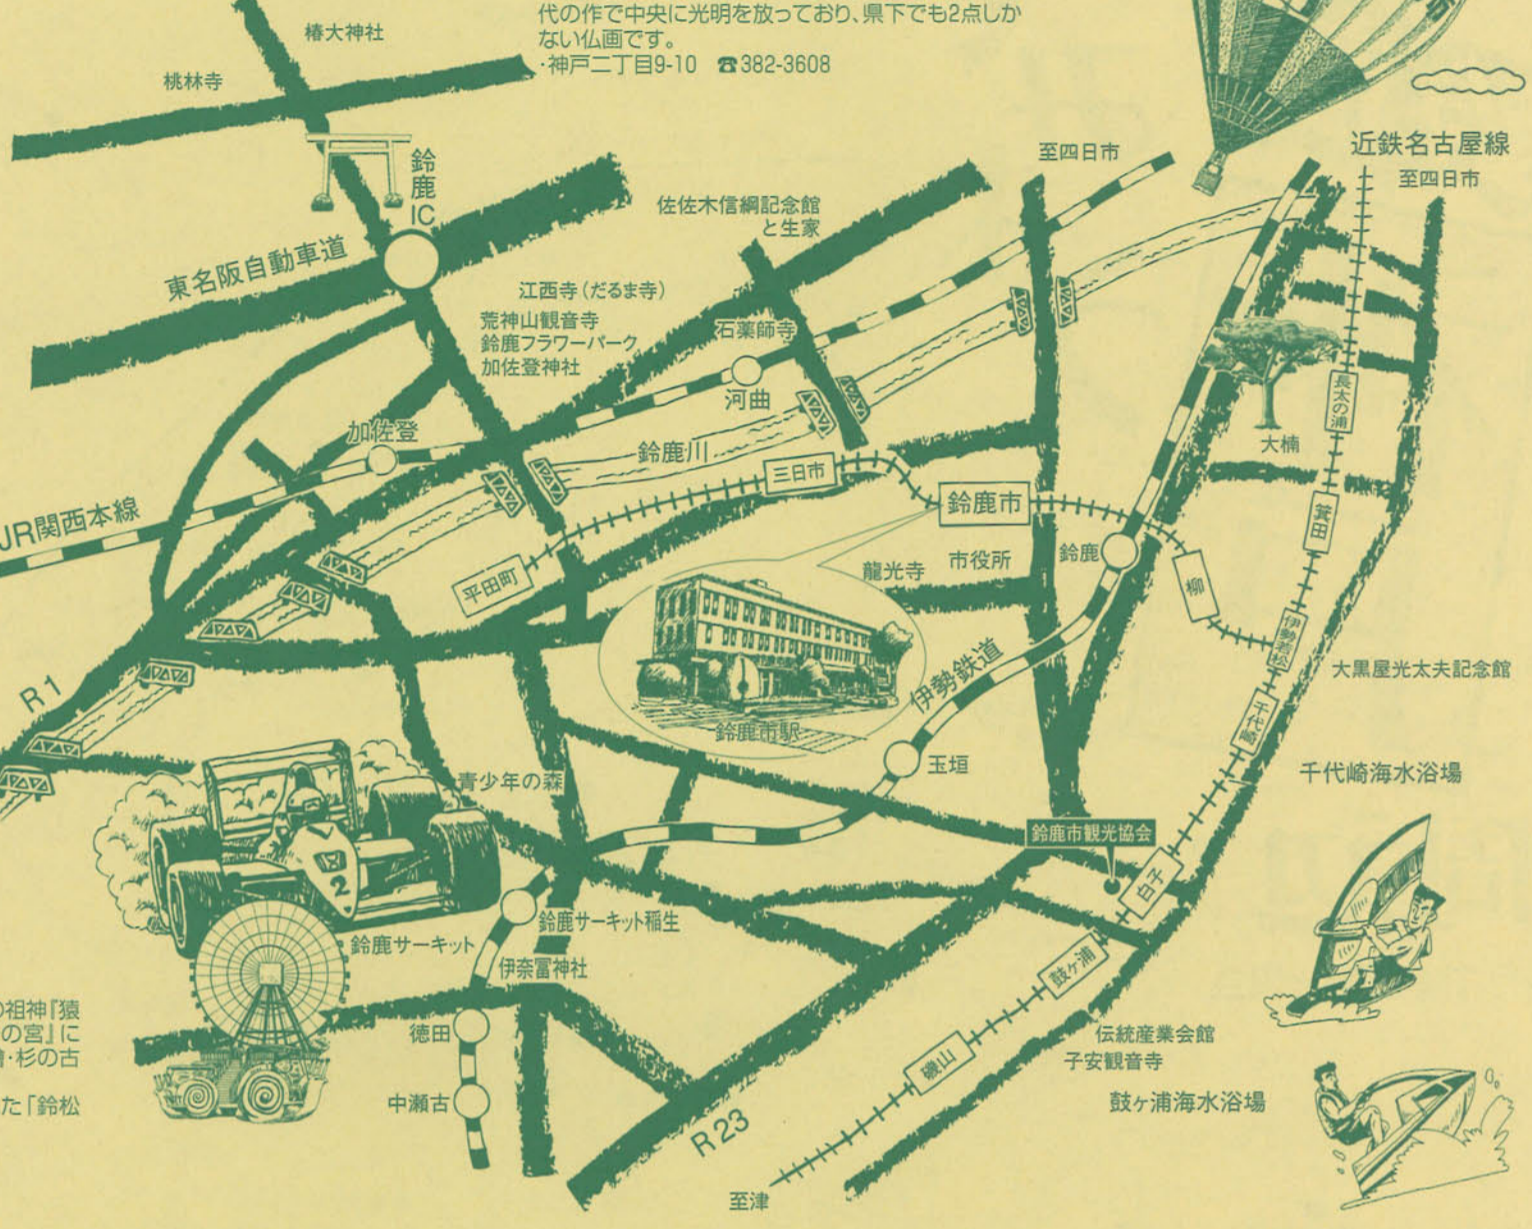 代の作で中央に光明を放っており、県下でも2点しか
ない仏画です。
・神戸二丁目9-10 ☎382-3608
椿大神社
桃林寺
鈴鹿IC
東名阪自動車道
至四日市
近鉄名古屋線
至四日市
佐佐木信綱記念館
と生家
江西寺(だるま寺)
荒神山観音寺
鈴鹿フラワーパーク
加佐登神社
石薬師寺
河曲
加佐登
鈴鹿川
三日市
鈴鹿市
JR関西本線
平田町
龍光寺
市役所
鈴鹿
柳
長太の浦
大楠
箕田
伊勢若松
大黒屋光太夫記念館
千代崎
千代崎海水浴場
伊勢鉄道
鈴鹿市駅
玉垣
R1
青少年の森
鈴鹿市観光協会
白子
2
鈴鹿サーキット
鈴鹿サーキット稲生
伊奈冨神社
鼓ヶ浦
徳田
磯山
伝統産業会館
子安観音寺
中瀬古
鼓ヶ浦海水浴場
R23
至津
の祖神『猿
の宮』に
・杉の古
た「鈴松